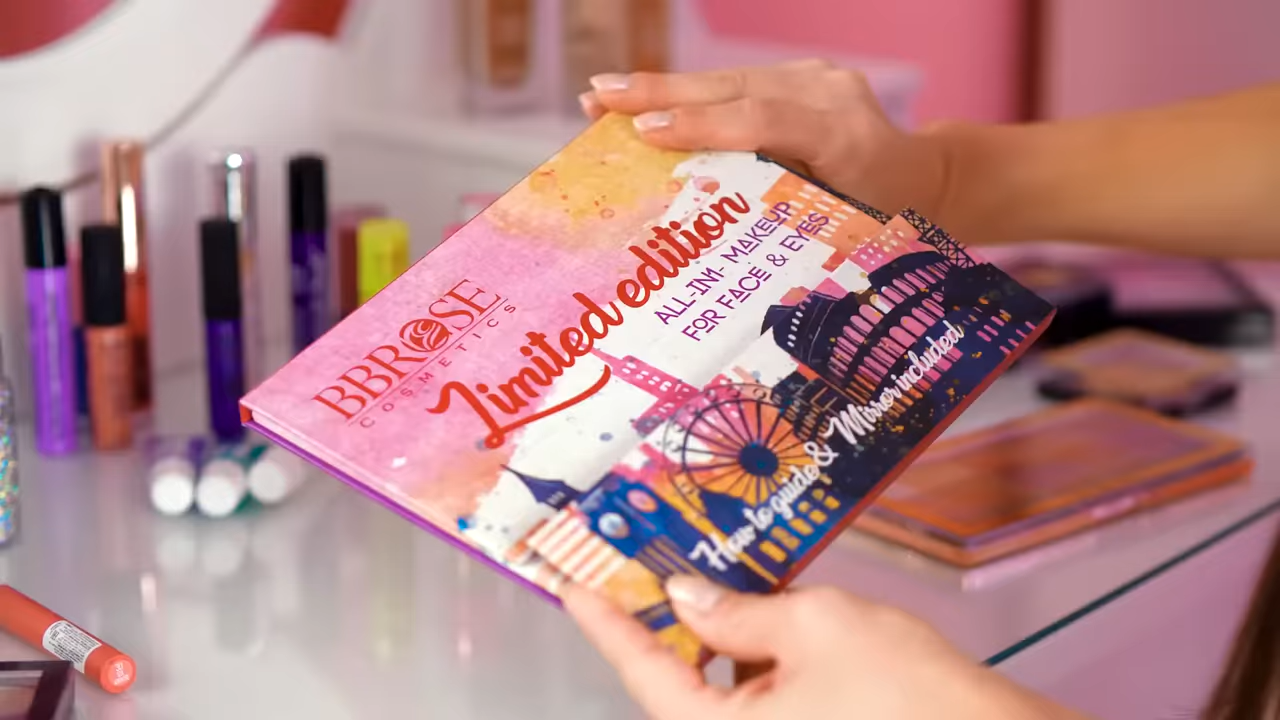 BBROSE
COSMETICS
Limited edition
ALL-IN- MAKEUP
FOR FACE & EYES
How to guide & Mirror included